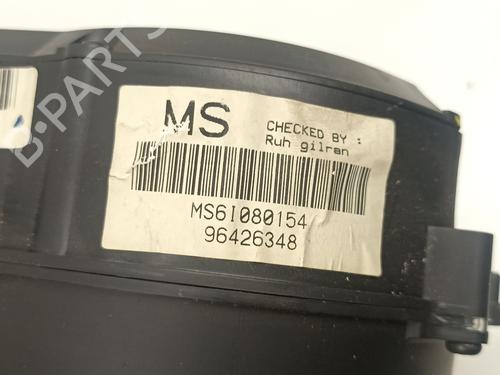 MS
CHECKED BY :
Ruh gilran
MS6I080154
96426348
B-PARTS